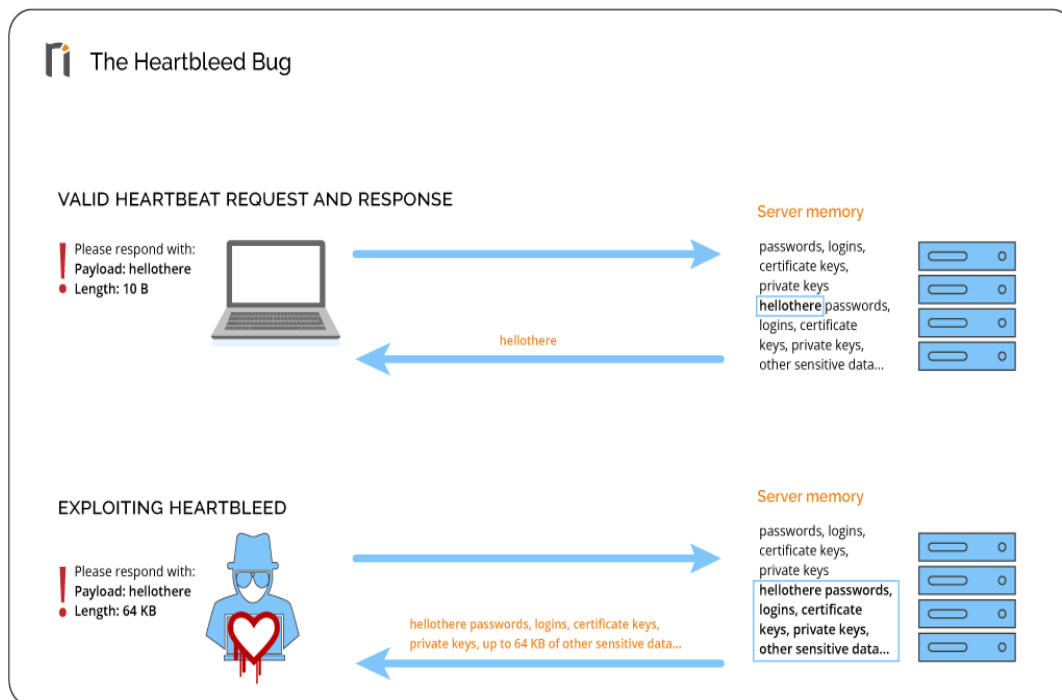 The Heartbleed Bug
VALID HEARTBEAT REQUEST AND RESPONSE
Please respond with:
Payload: hellothere
Length: 10 B
hellothere
Server memory
passwords, logins,
certificate keys,
private keys
hellothere passwords,
logins, certificate
keys, private keys,
other sensitive data...
EXPLOITING HEARTBLEED
Please respond with:
Payload: hellothere
Length: 64 KB
hellothere passwords, logins, certificate keys,
private keys, up to 64 KB of other sensitive data...
Server memory
passwords, logins,
certificate keys,
private keys
hellothere passwords,
logins, certificate
keys, private keys,
other sensitive data...